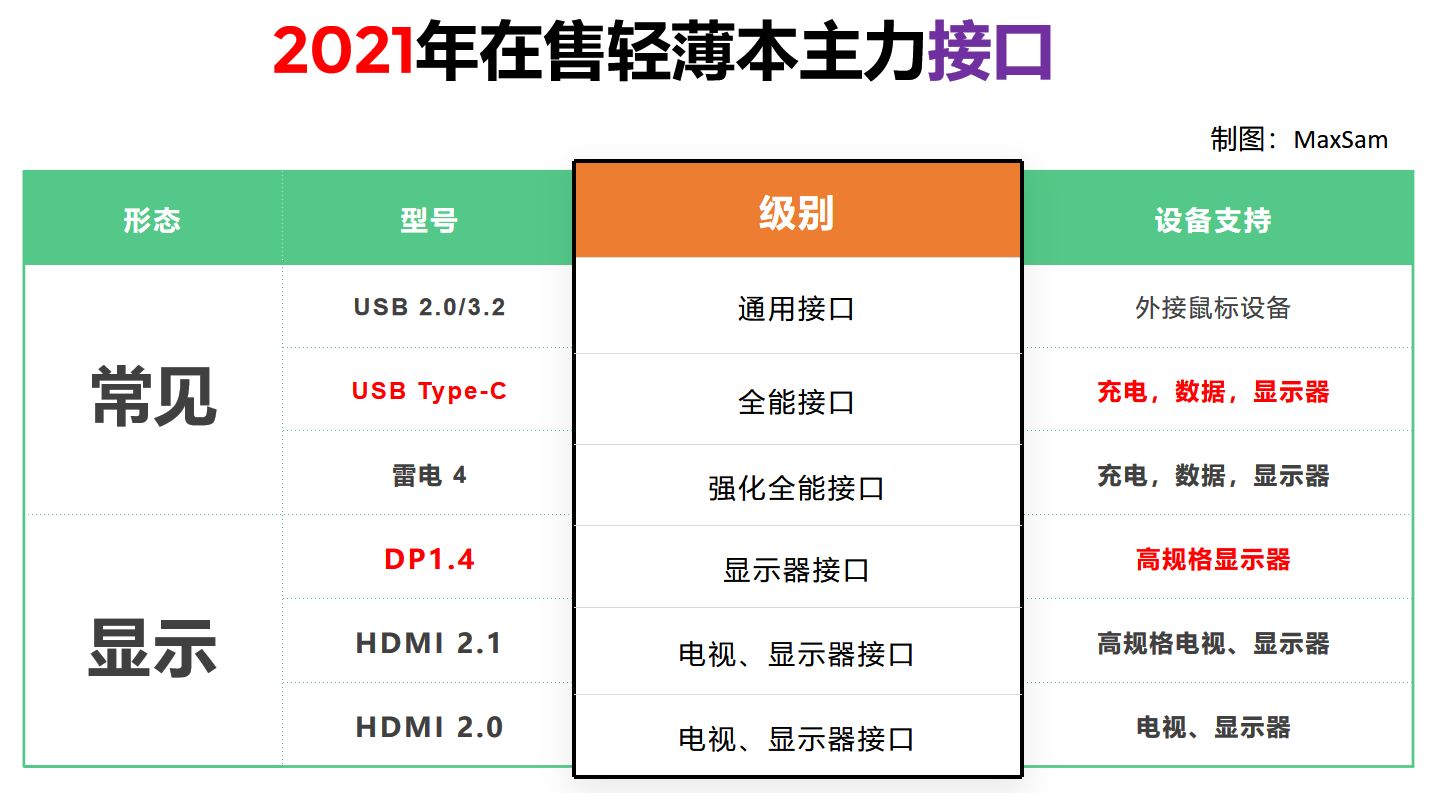 2021年在售轻薄本主力接口
制图：MaxSam
形态 型号 级别 设备支持
常见
USB 2.0/3.2 通用接口 外接鼠标设备
USB Type-C 全能接口 充电，数据，显示器
雷电 4 强化全能接口 充电，数据，显示器
显示
DP1.4 显示器接口 高规格显示器
HDMI 2.1 电视、显示器接口 高规格电视、显示器
HDMI 2.0 电视、显示器接口 电视、显示器